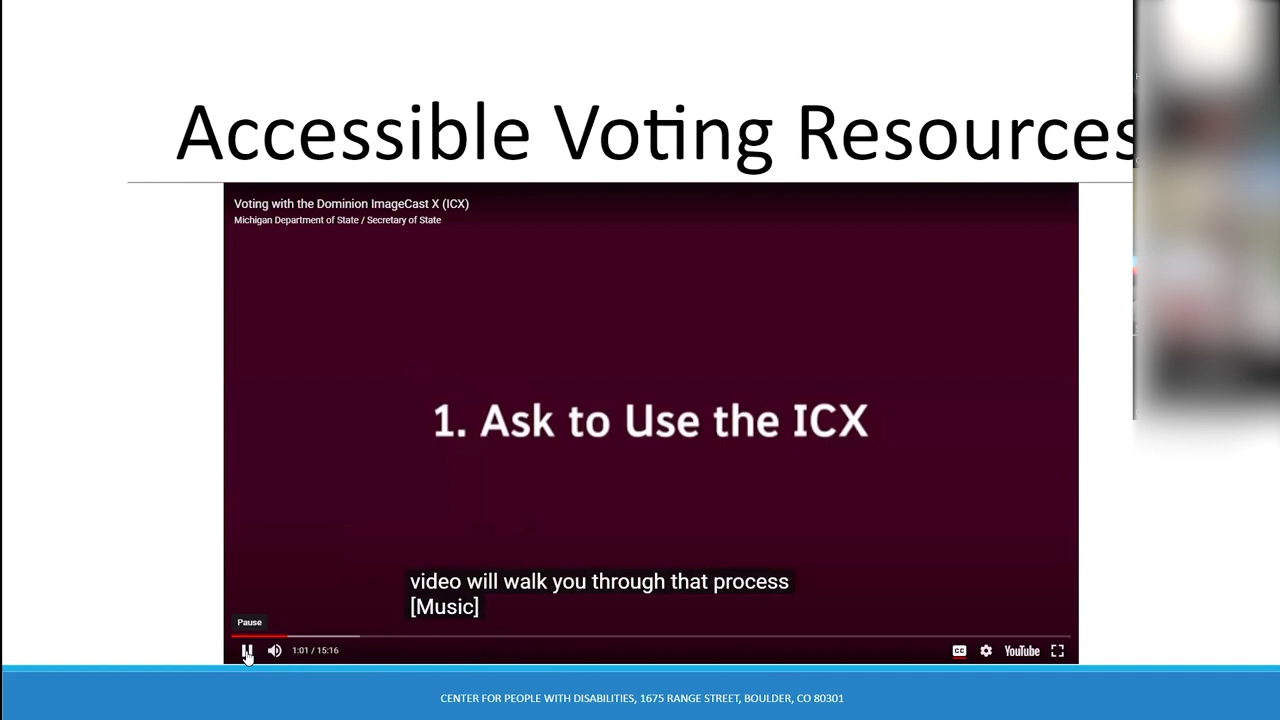 Accessible Voting Resources
Voting with the Dominion ImageCast X (ICX)
Michigan Department of State / Secretary of State
1. Ask to Use the ICX
video will walk you through that process
[Music]
Pause
1:01 / 15:16
CC
YouTube
CENTER FOR PEOPLE WITH DISABILITIES, 1675 RANGE STREET, BOULDER, CO 80301